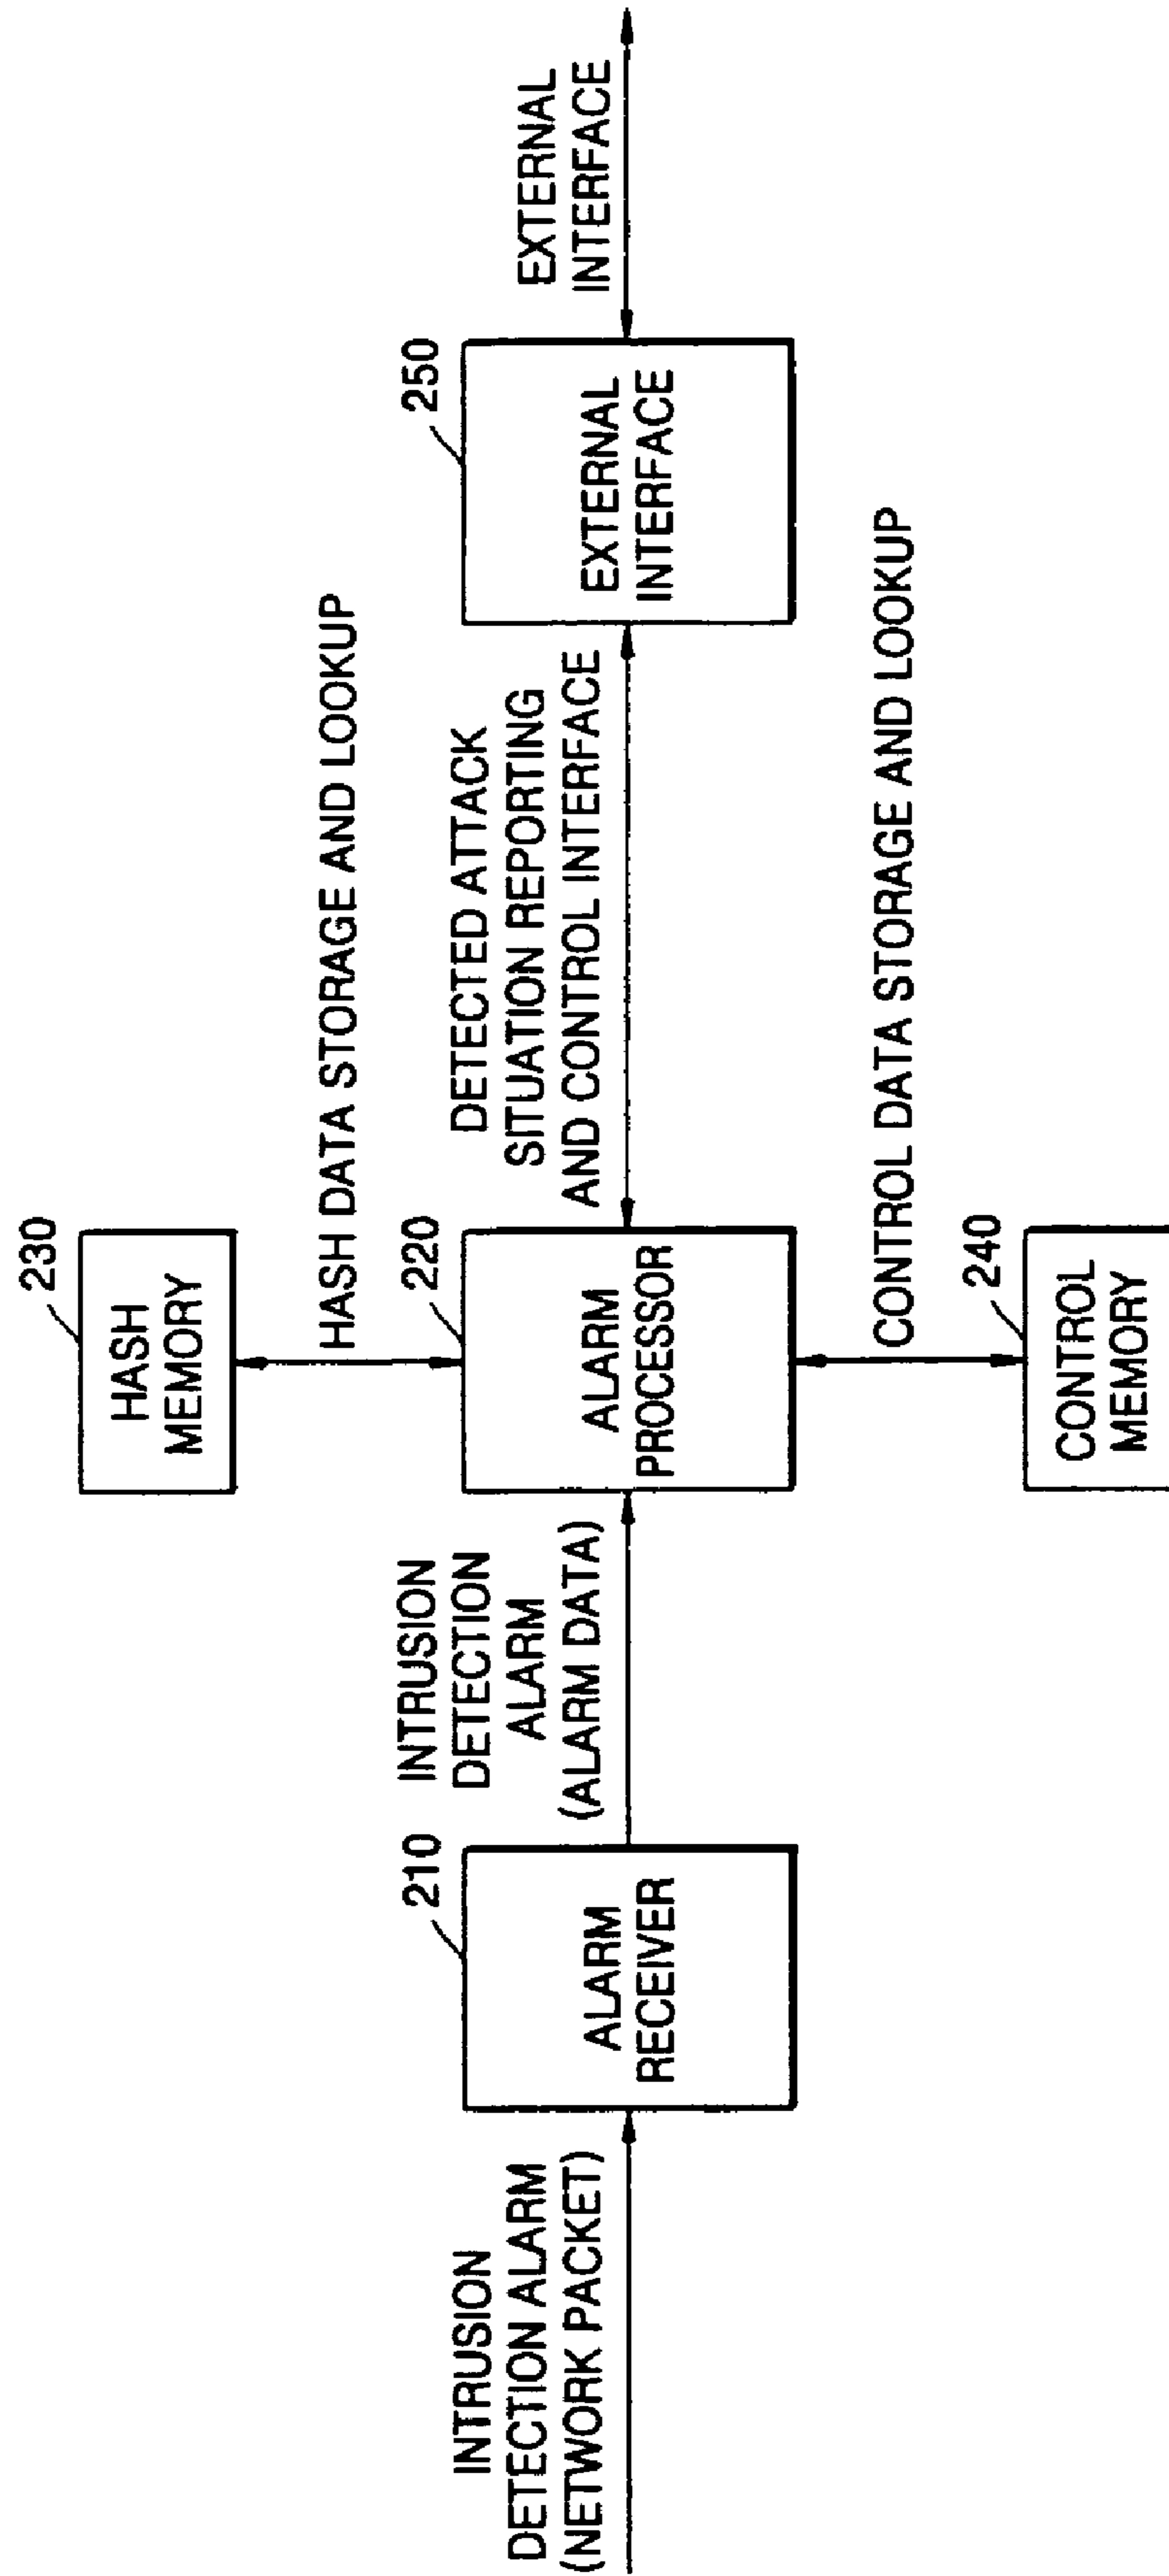 230
HASH
MEMORY
HASH DATA STORAGE AND LOOKUP
INTRUSION
DETECTION ALARM
(NETWORK PACKET)
210
ALARM
RECEIVER
INTRUSION
DETECTION
ALARM
(ALARM DATA)
220
ALARM
PROCESSOR
DETECTED ATTACK
SITUATION REPORTING
AND CONTROL INTERFACE
250
EXTERNAL
INTERFACE
EXTERNAL
INTERFACE
CONTROL DATA STORAGE AND LOOKUP
240
CONTROL
MEMORY